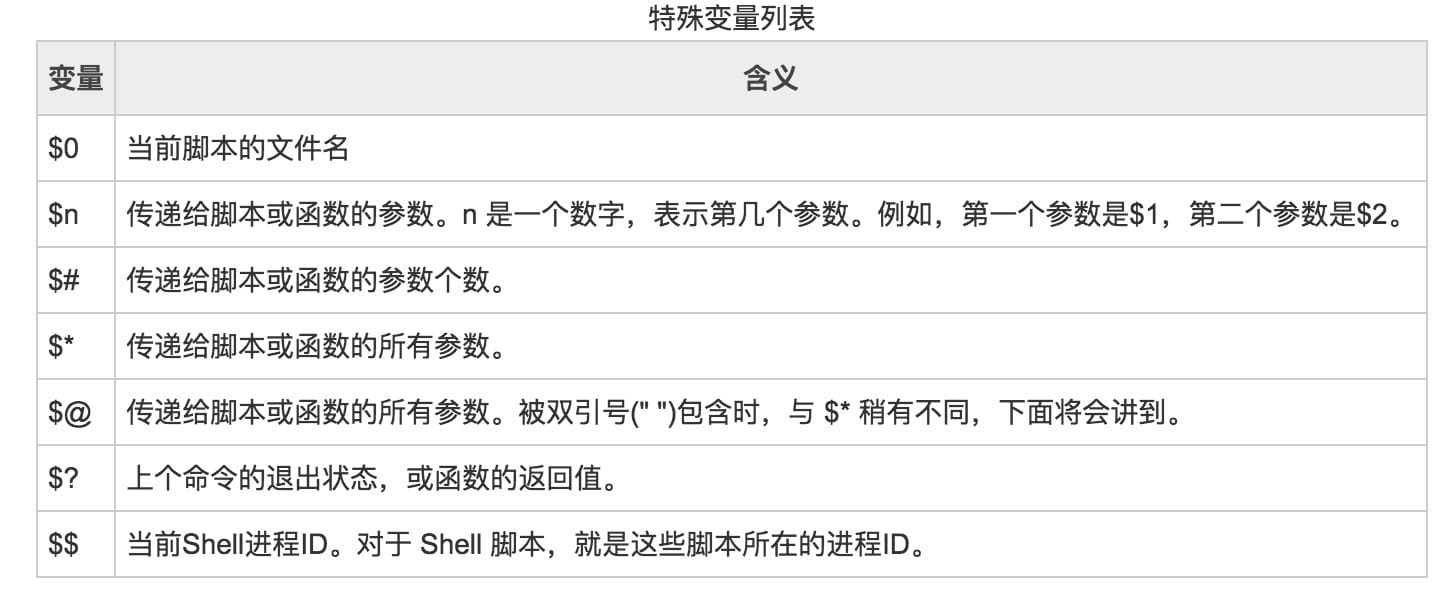 特殊变量列表
变量 含义
$0 当前脚本的文件名
$n 传递给脚本或函数的参数。n 是一个数字，表示第几个参数。例如，第一个参数是$1，第二个参数是$2。
$# 传递给脚本或函数的参数个数。
$* 传递给脚本或函数的所有参数。
$@ 传递给脚本或函数的所有参数。被双引号(" ")包含时，与 $* 稍有不同，下面将会讲到。
$? 上个命令的退出状态，或函数的返回值。
$$ 当前Shell进程ID。对于 Shell 脚本，就是这些脚本所在的进程ID。